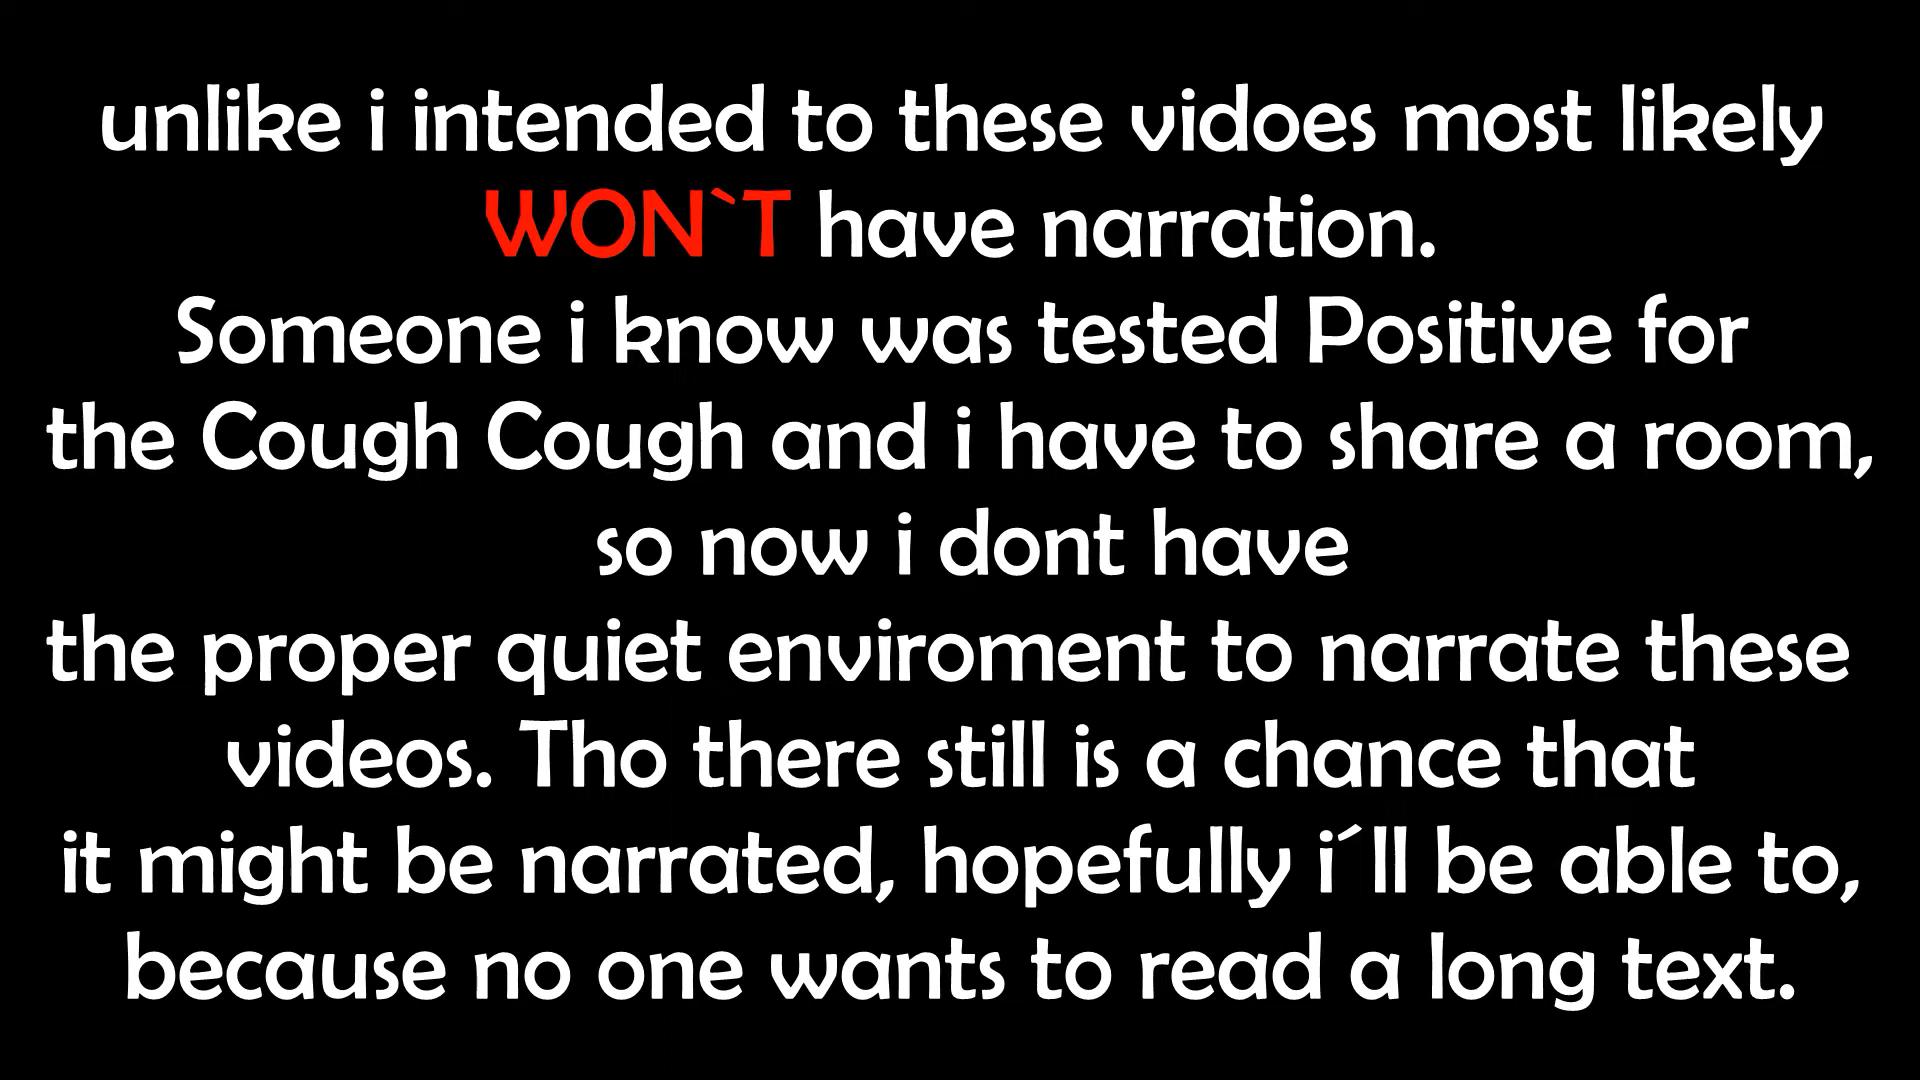 unlike i intended to these vidoes most likely
WON`T have narration.
Someone i know was tested Positive for
the Cough Cough and i have to share a room,
so now i dont have
the proper quiet enviroment to narrate these
videos. Tho there still is a chance that
it might be narrated, hopefully i´ll be able to,
because no one wants to read a long text.